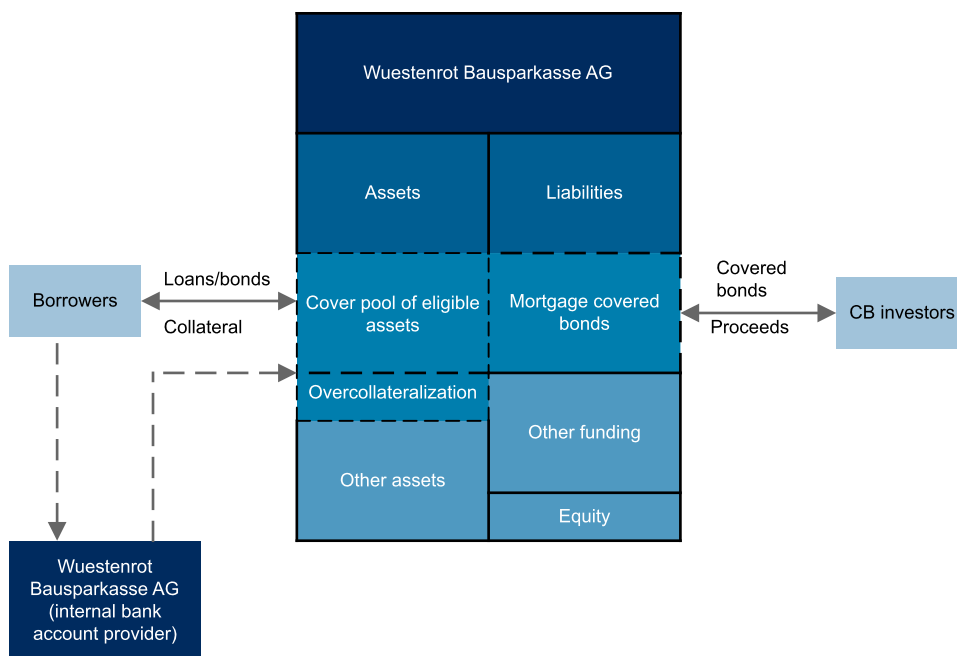 Wuestenrot Bausparkasse AG
Assets
Liabilities
Borrowers
Loans/bonds
Collateral
Cover pool of eligible
assets
Mortgage covered
bonds
Covered
bonds
Proceeds
CB investors
Overcollateralization
Other funding
Other assets
Equity
Wuestenrot
Bausparkasse AG
(internal bank
account provider)